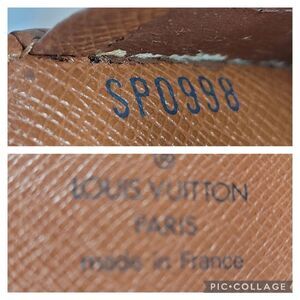 SP0998
LOUIS VUITTON
PARIS
made in France
PIC•COLLAGE